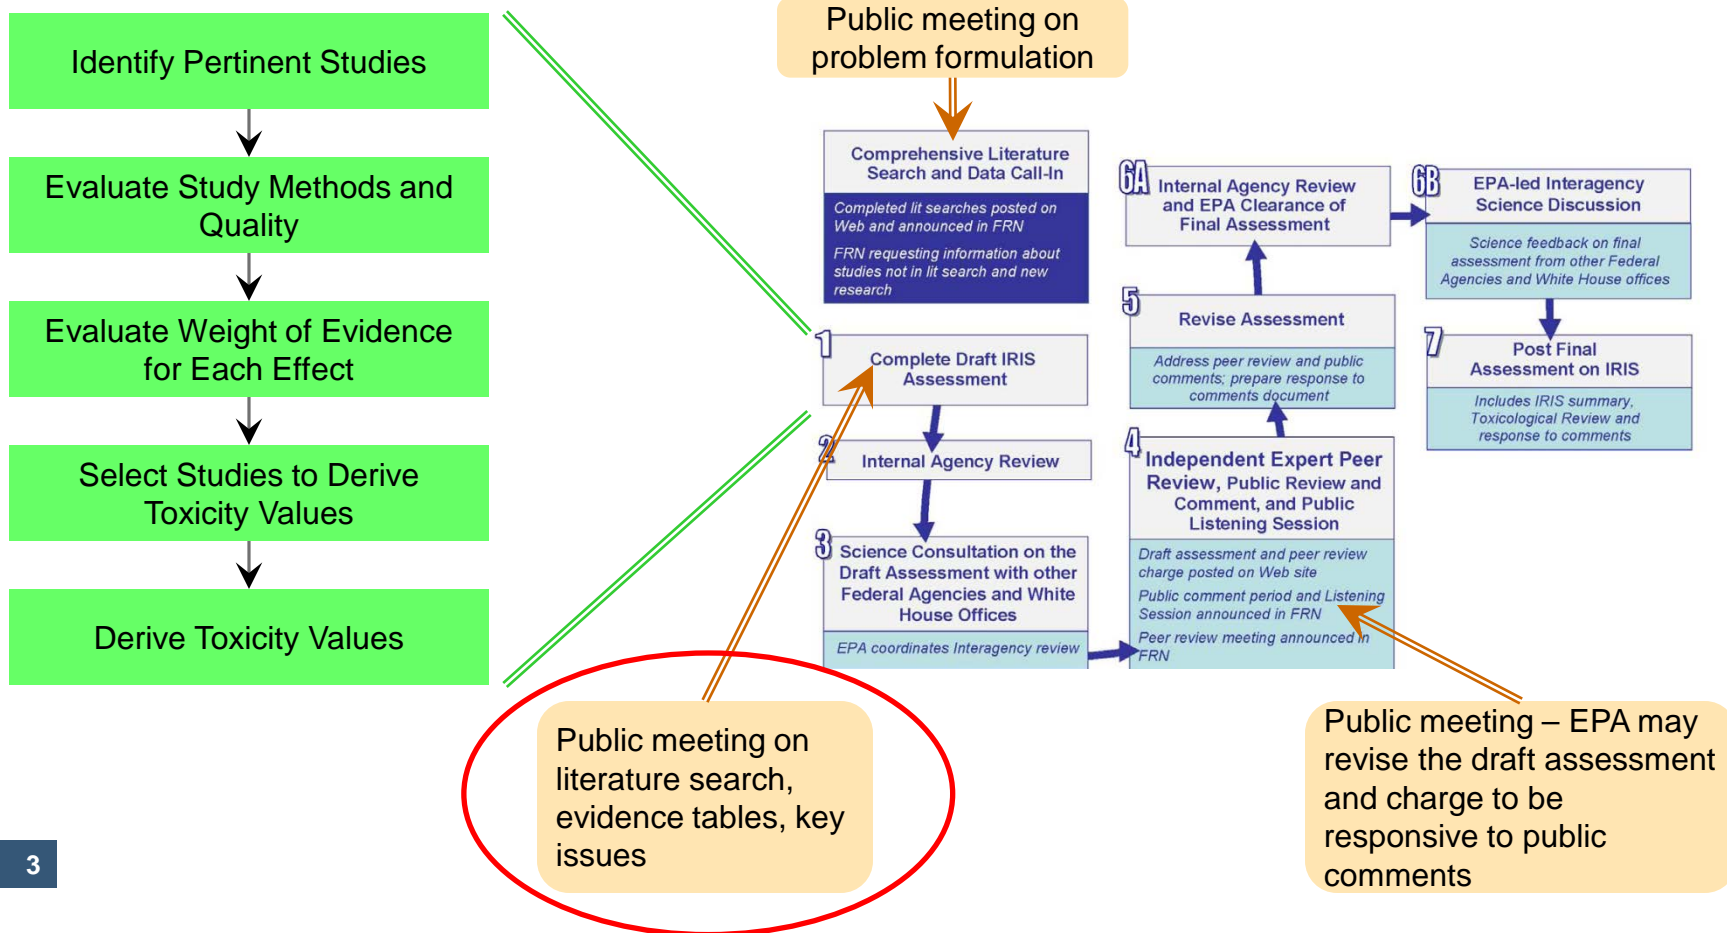 Identify Pertinent Studies
Evaluate Study Methods and
Quality
Evaluate Weight of Evidence
for Each Effect
Select Studies to Derive
Toxicity Values
Derive Toxicity Values
Public meeting on
problem formulation
Comprehensive Literature
Search and Data Call-In
Completed lit searches posted on
Web and announced in FRN
FRN requesting information about
studies not in lit search and new
research
1
Complete Draft IRIS
Assessment
2
Internal Agency Review
3
Science Consultation on the
Draft Assessment with other
Federal Agencies and White
House Offices
EPA coordinates Interagency review
4
Independent Expert Peer
Review, Public Review and
Comment, and Public
Listening Session
Draft assessment and peer review
charge posted on Web site
Public comment period and Listening
Session announced in FRN
Peer review meeting announced in
FRN
5
Revise Assessment
Address peer review and public
comments; prepare response to
comments document
6A
Internal Agency Review
and EPA Clearance of
Final Assessment
6B
EPA-led Interagency
Science Discussion
Science feedback on final
assessment from other Federal
Agencies and White House offices
7
Post Final
Assessment on IRIS
Includes IRIS summary,
Toxicological Review and
response to comments
Public meeting on
literature search,
evidence tables, key
issues
Public meeting – EPA may
revise the draft assessment
and charge to be
responsive to public
comments
3